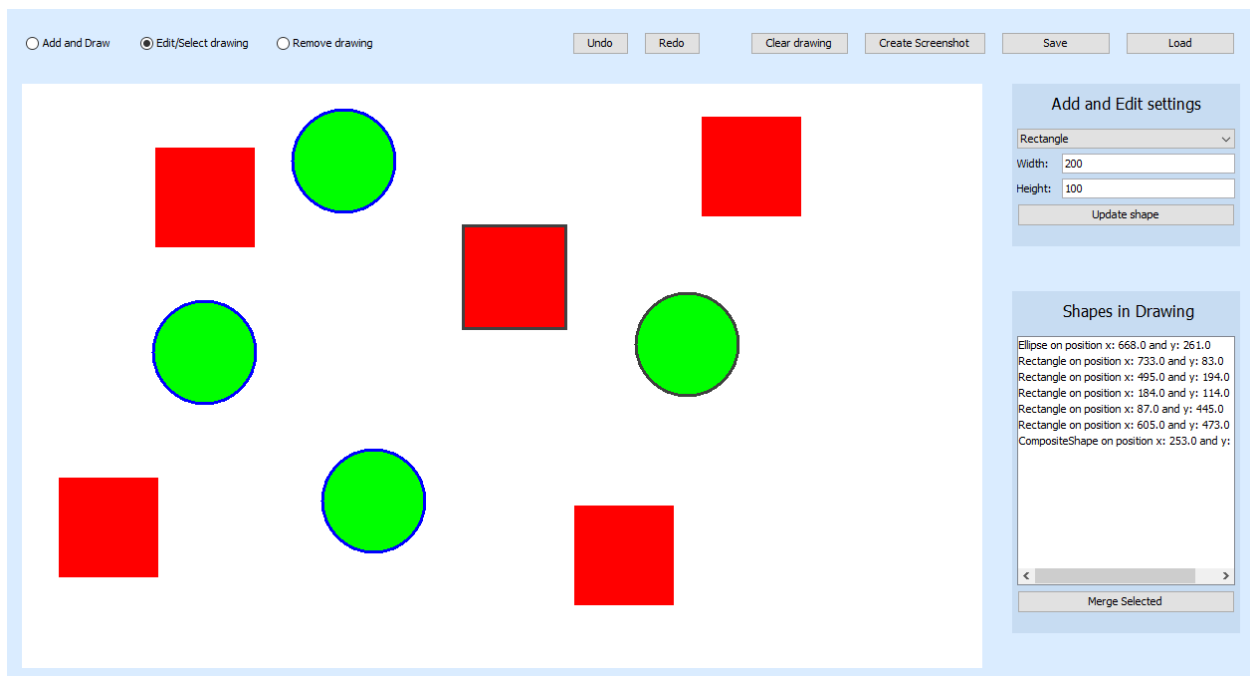 Add and Draw Edit/Select drawing Remove drawing Undo Redo Clear drawing Create Screenshot Save Load
Add and Edit settings
Rectangle
Width: 200
Height: 100
Update shape
Shapes in Drawing
Ellipse on position x: 668.0 and y: 261.0
Rectangle on position x: 733.0 and y: 83.0
Rectangle on position x: 495.0 and y: 194.0
Rectangle on position x: 184.0 and y: 114.0
Rectangle on position x: 87.0 and y: 445.0
Rectangle on position x: 605.0 and y: 473.0
CompositeShape on position x: 253.0 and y:
Merge Selected